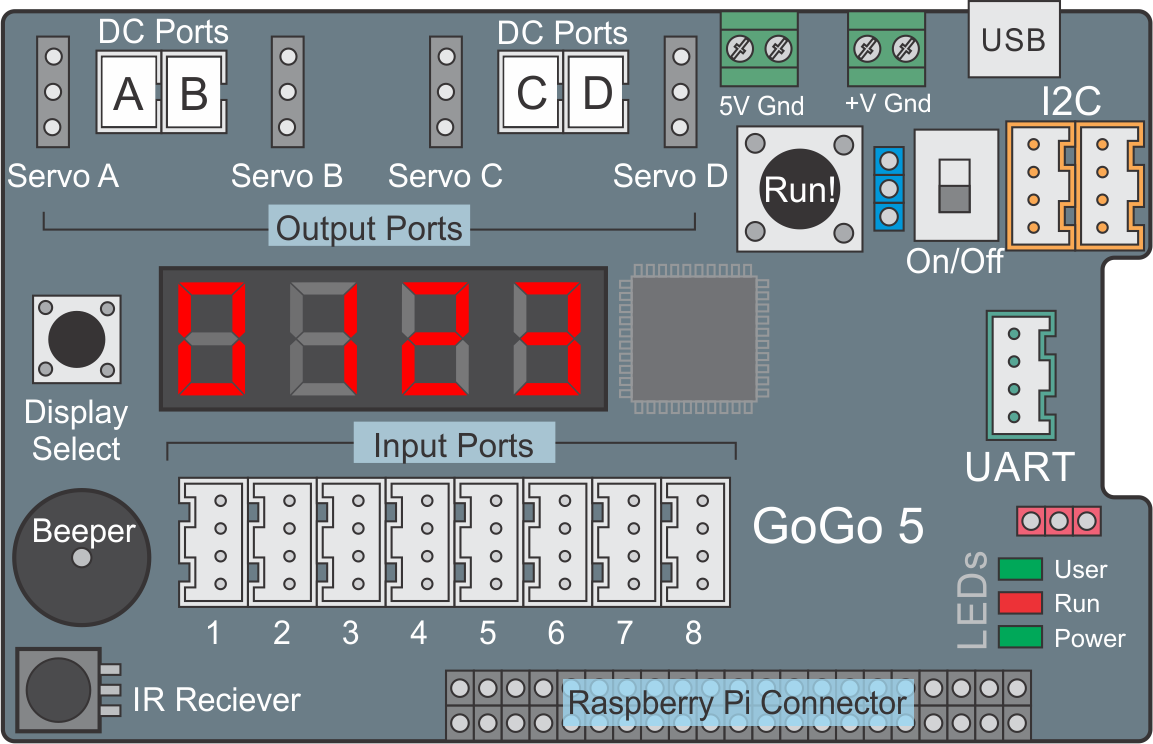 DC Ports
DC Ports
USB
A B
C D
5V Gnd
+V Gnd
I2C
Servo A
Servo B
Servo C
Servo D
Run!
Output Ports
On/Off
0123
Display
Select
Input Ports
UART
Beeper
GoGo 5
LEDs
User
Run
Power
1 2 3 4 5 6 7 8
IR Reciever
Raspberry Pi Connector